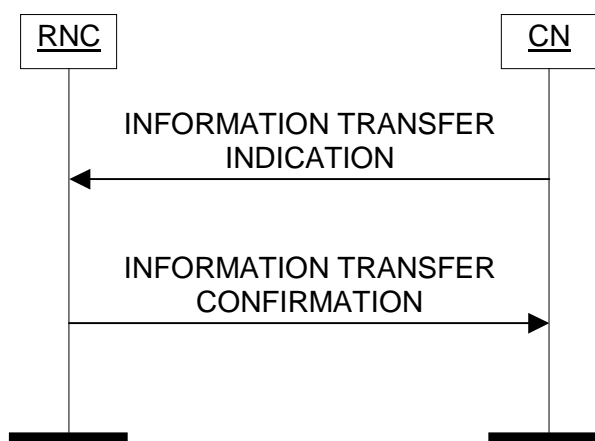 RNC
CN
INFORMATION TRANSFER
INDICATION
INFORMATION TRANSFER
CONFIRMATION